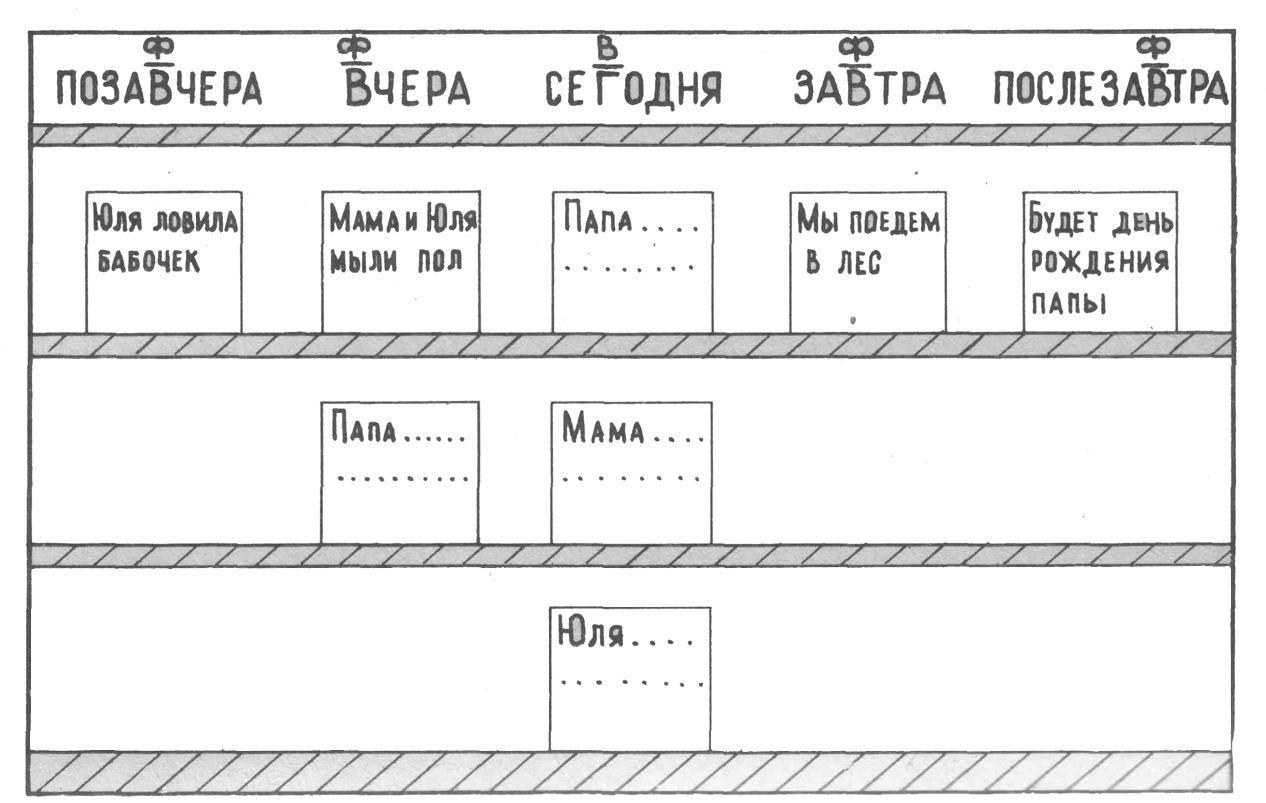 Ф Ф В Ф Ф
ПОЗАВЧЕРА ВЧЕРА СЕГОДНЯ ЗАВТРА ПОСЛЕЗАВТРА
Юля ловила
бабочек
Мама и Юля
мыли пол
Папа....
........
Мы поедем
в лес
Будет день
рождения
папы
Папа......
..........
Мама....
........
Юля....
........